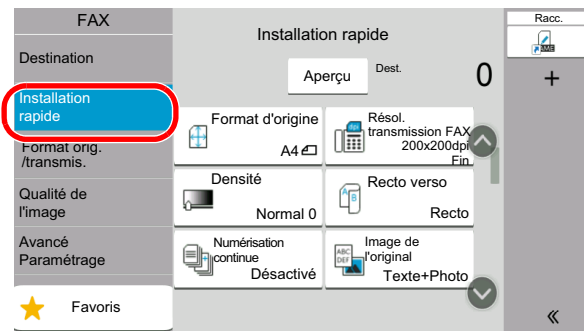 FAX
Destination
Installation
rapide
Format orig.
/transmis.
Qualité de
l'image
Avancé
Paramétrage
Favoris
Installation rapide
Aperçu
Dest.
0
Format d'origine
A4
Résol.
transmission FAX
200x200dpi
Fin
Densité
Normal 0
Recto verso
Recto
Numérisation
continue
Désactivé
Image de
l'original
Texte+Photo
1
Racc.
+
«